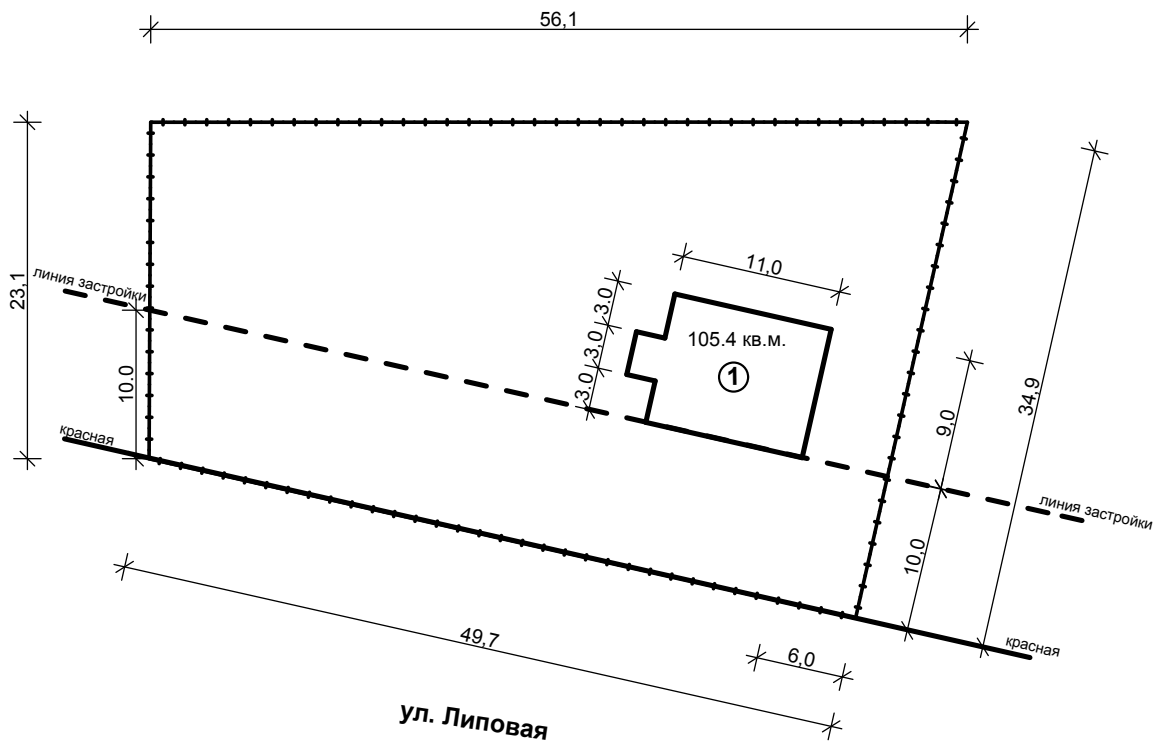 56,1
23,1
линия застройки
10.0
красная
3.0
3,0
3.0
11,0
105.4 кв.м.
1
34,9
9,0
линия застройки
10,0
красная
49,7
6,0
ул. Липовая